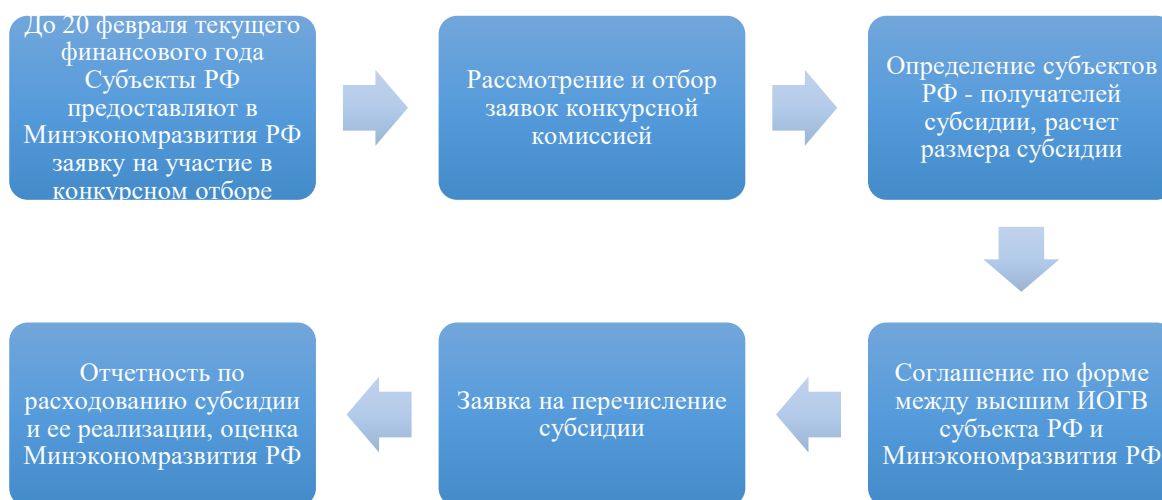 До 20 февраля текущего
финансового года
Субъекты РФ
предоставляют в
Минэкономразвития РФ
заявку на участие в
конкурсном отборе
Рассмотрение и отбор
заявок конкурсной
комиссией
Определение субъектов
РФ - получателей
субсидии, расчет
размера субсидии
Соглашение по форме
между высшим ИОГВ
субъекта РФ и
Минэкономразвития РФ
Заявка на перечисление
субсидии
Отчетность по
расходованию субсидии
и ее реализации, оценка
Минэкономразвития РФ